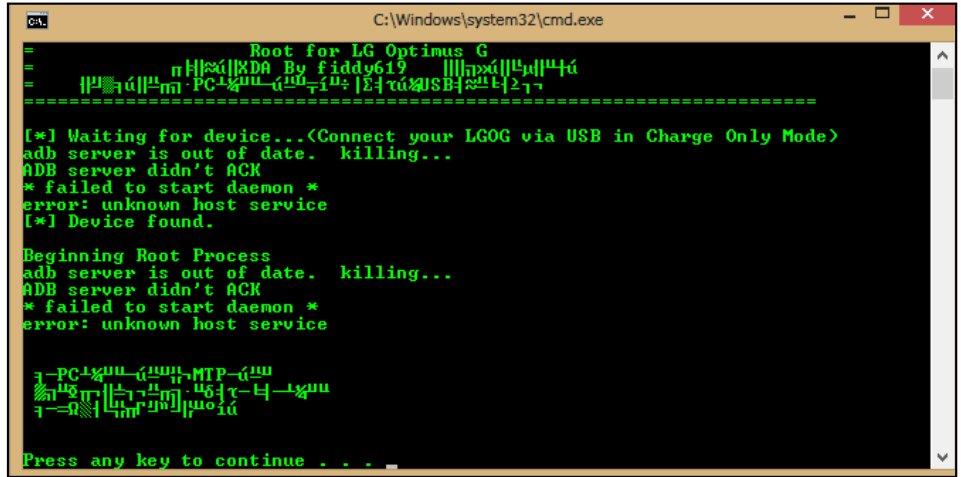 C:\Windows\system32\cmd.exe
= Root for LG Optimus G
= XDA By fiddy619
= PC USB
[*] Waiting for device...(Connect your LGOG via USB in Charge Only Mode)
adb server is out of date.  killing...
ADB server didn't ACK
* failed to start daemon *
error: unknown host service
[*] Device found.
Beginning Root Process
adb server is out of date.  killing...
ADB server didn't ACK
* failed to start daemon *
error: unknown host service
PC MTP
Press any key to continue . . .